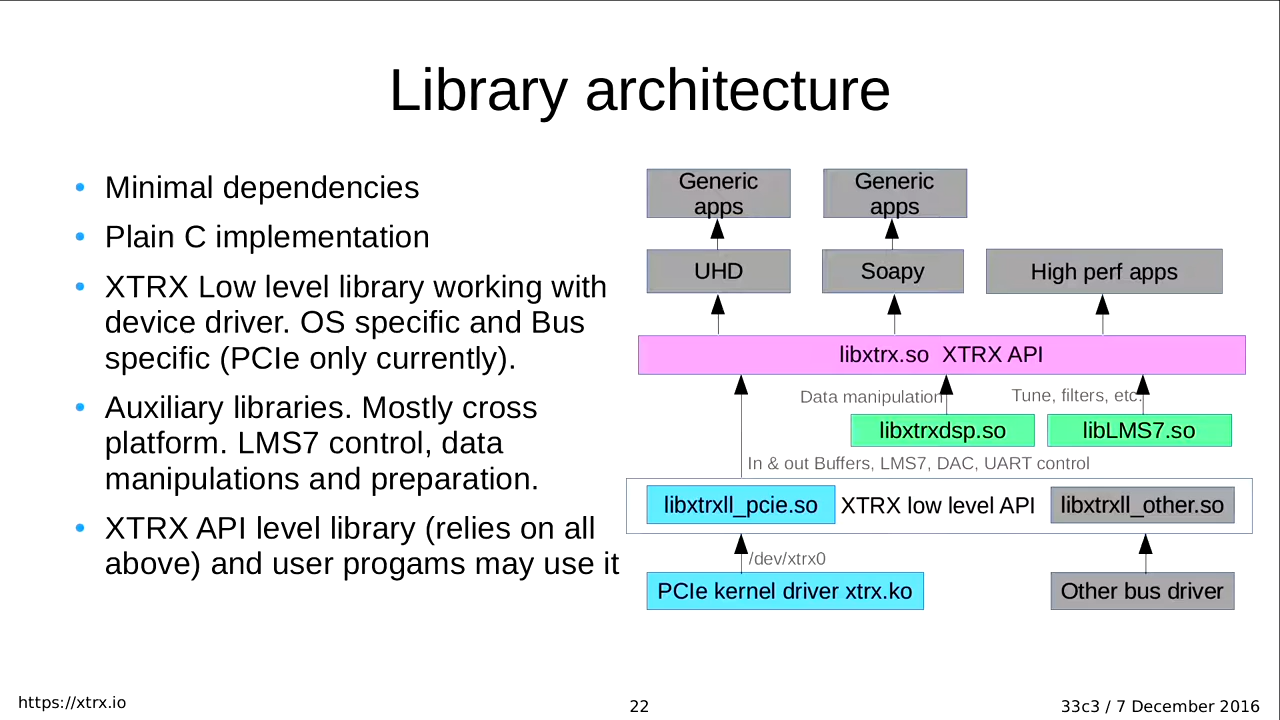 Library architecture
• Minimal dependencies
• Plain C implementation
• XTRX Low level library working with
device driver. OS specific and Bus
specific (PCIe only currently).
• Auxiliary libraries. Mostly cross
platform. LMS7 control, data
manipulations and preparation.
• XTRX API level library (relies on all
above) and user progams may use it
Generic
apps
Generic
apps
UHD
Soapy
High perf apps
libxtrx.so XTRX API
Data manipulation
Tune, filters, etc.
libxtrxdsp.so
libLMS7.so
In & out Buffers, LMS7, DAC, UART control
libxtrxll_pcie.so
XTRX low level API
libxtrxll_other.so
/dev/xtrx0
PCIe kernel driver xtrx.ko
Other bus driver
https://xtrx.io
22
33c3 / 7 December 2016